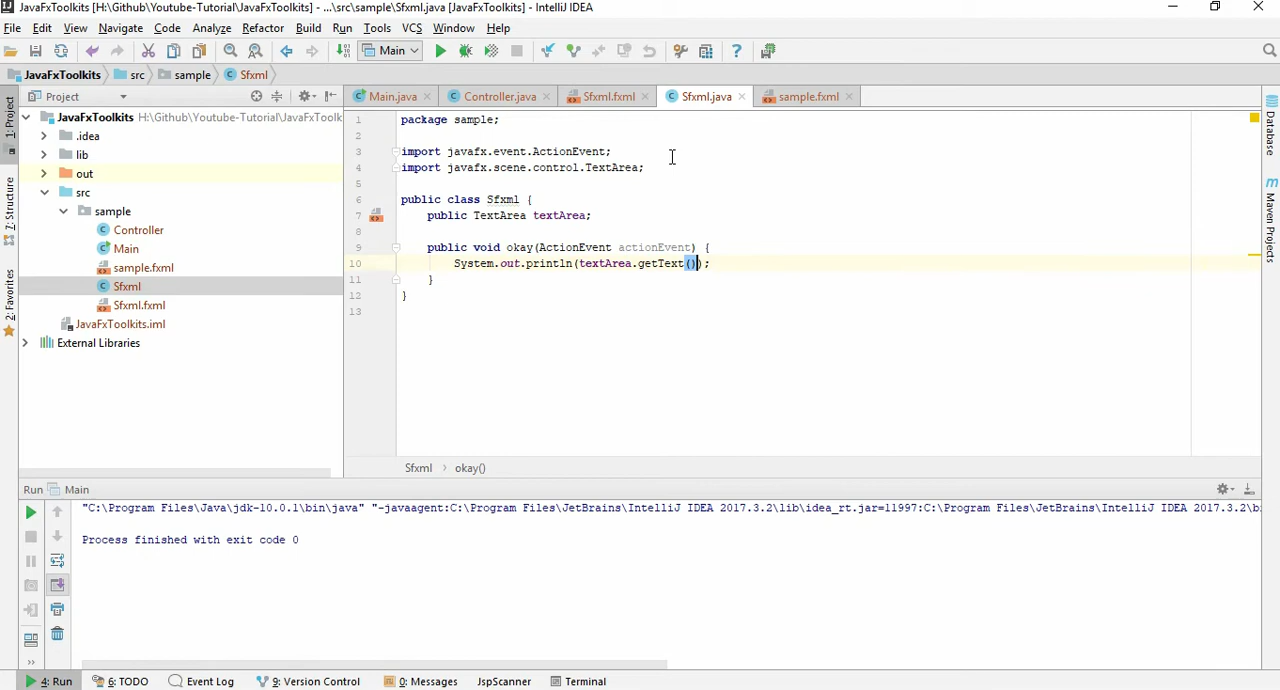 JavaFxToolkits [H:\Github\Youtube-Tutorial\JavaFxToolkits] - ...\src\sample\Sfxml.java [JavaFxToolkits] - IntelliJ IDEA
File Edit View Navigate Code Analyze Refactor Build Run Tools VCS Window Help
Main
JavaFxToolkits src sample Sfxml
Project
Main.java Controller.java Sfxml.fxml Sfxml.java sample.fxml
JavaFxToolkits H:\Github\Youtube-Tutorial\JavaFxToolk
.idea
lib
out
src
sample
Controller
Main
sample.fxml
Sfxml
Sfxml.fxml
JavaFxToolkits.iml
External Libraries
1: Project
7: Structure
2: Favorites
1 package sample;
2
3 import javafx.event.ActionEvent;
4 import javafx.scene.control.TextArea;
5
6 public class Sfxml {
7 public TextArea textArea;
8
9 public void okay(ActionEvent actionEvent) {
10 System.out.println(textArea.getText());
11 }
12 }
13
Sfxml okay()
Database
Maven Projects
Run Main
"C:\Program Files\Java\jdk-10.0.1\bin\java" "-javaagent:C:\Program Files\JetBrains\IntelliJ IDEA 2017.3.2\lib\idea_rt.jar=11997:C:\Program Files\JetBrains\IntelliJ IDEA 2017.3.2\b
Process finished with exit code 0
4: Run 6: TODO Event Log 9: Version Control 0: Messages JspScanner Terminal